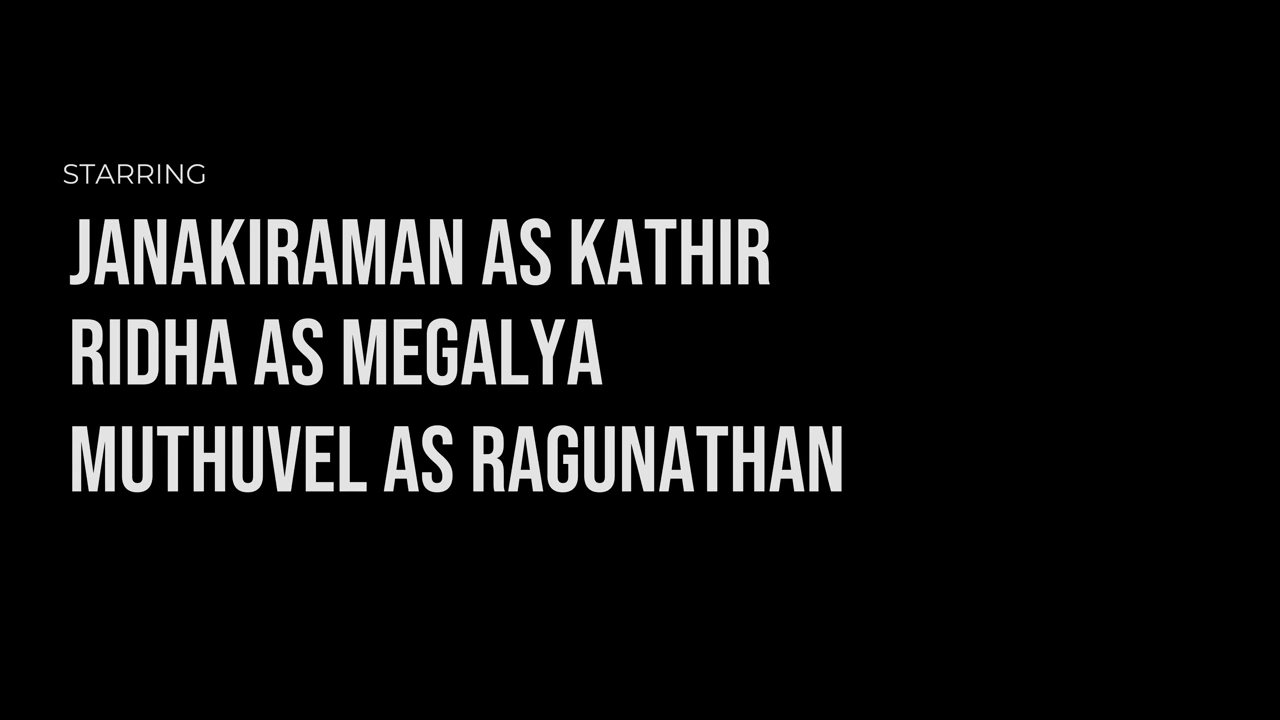 STARRING
JANAKIRAMAN AS KATHIR
RIDHA AS MEGALYA
MUTHUVEL AS RAGUNATHAN